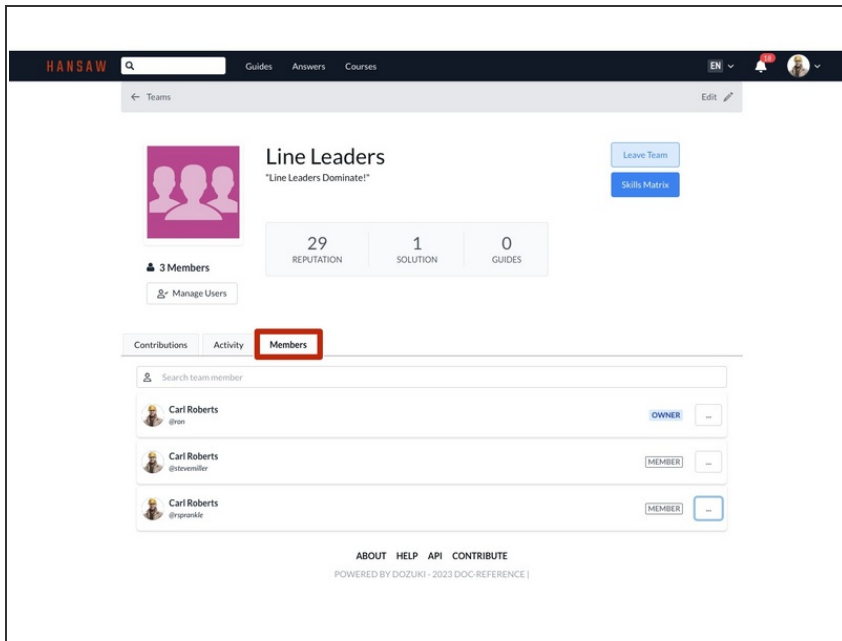 HANSAW Guides Answers Courses EN 18
← Teams Edit
Line Leaders
"Line Leaders Dominate!"
Leave Team
Skills Matrix
29 1 0
REPUTATION SOLUTION GUIDES
3 Members
Manage Users
Contributions Activity Members
Search team member
Carl Roberts
@ron
OWNER ...
Carl Roberts
@stevemiller
MEMBER ...
Carl Roberts
@rsprankle
MEMBER ...
ABOUT HELP API CONTRIBUTE
POWERED BY DOZUKI - 2023 DOC-REFERENCE |